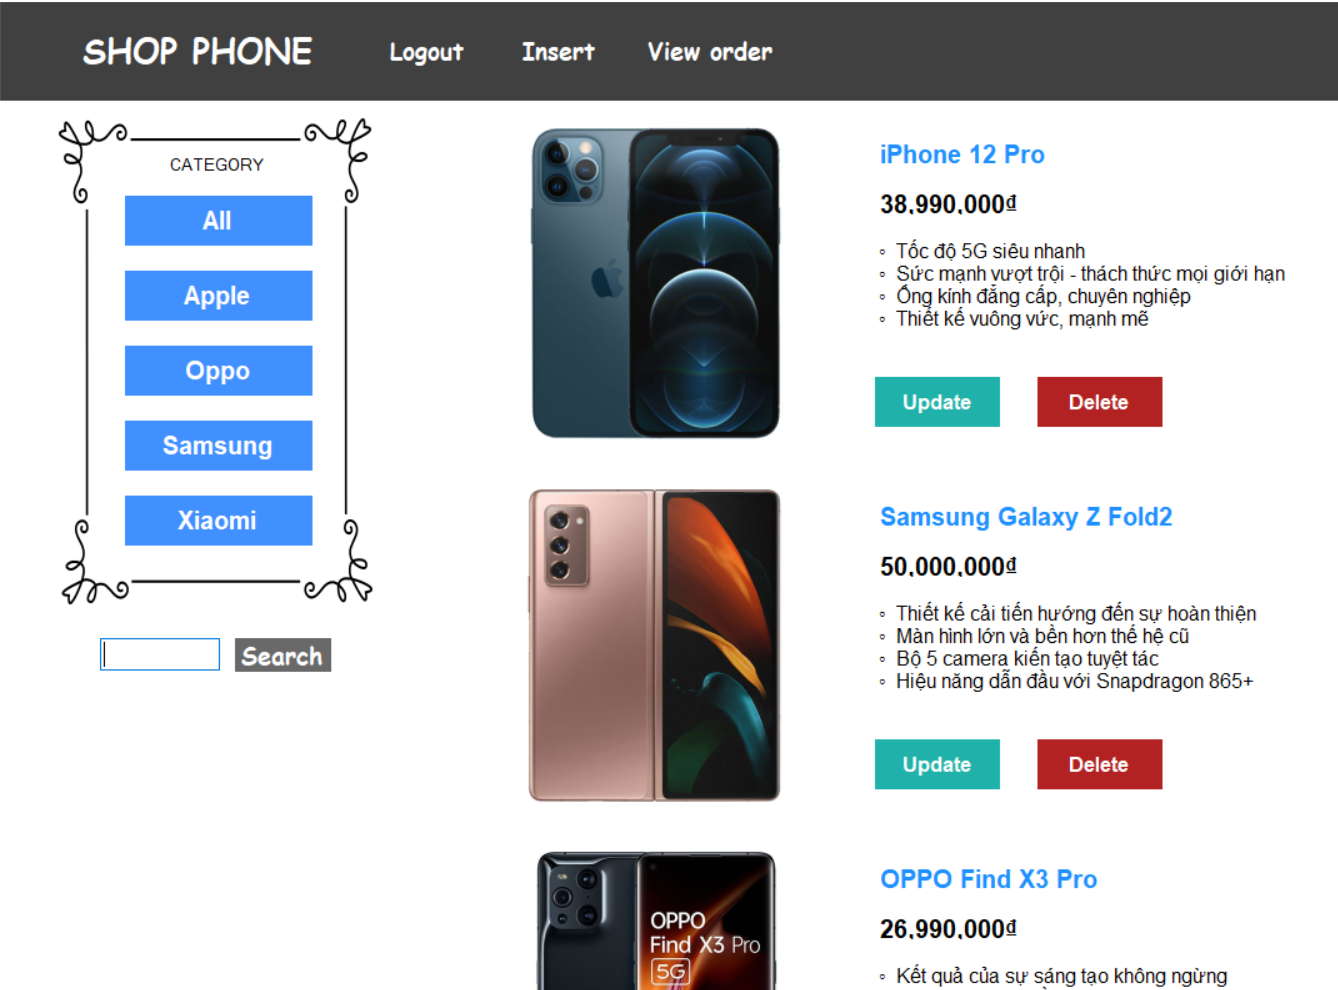 SHOP PHONE
Logout
Insert
View order
CATEGORY
All
Apple
Oppo
Samsung
Xiaomi
Search
iPhone 12 Pro
38,990,000₫
Tốc độ 5G siêu nhanh
Sức mạnh vượt trội - thách thức mọi giới hạn
Ống kính đẳng cấp, chuyên nghiệp
Thiết kế vuông vức, mạnh mẽ
Update
Delete
Samsung Galaxy Z Fold2
50,000,000₫
Thiết kế cải tiến hướng đến sự hoàn thiện
Màn hình lớn và bền hơn thế hệ cũ
Bộ 5 camera kiến tạo tuyệt tác
Hiệu năng dẫn đầu với Snapdragon 865+
Update
Delete
OPPO
Find X3 Pro
5G
OPPO Find X3 Pro
26,990,000₫
Kết quả của sự sáng tạo không ngừng